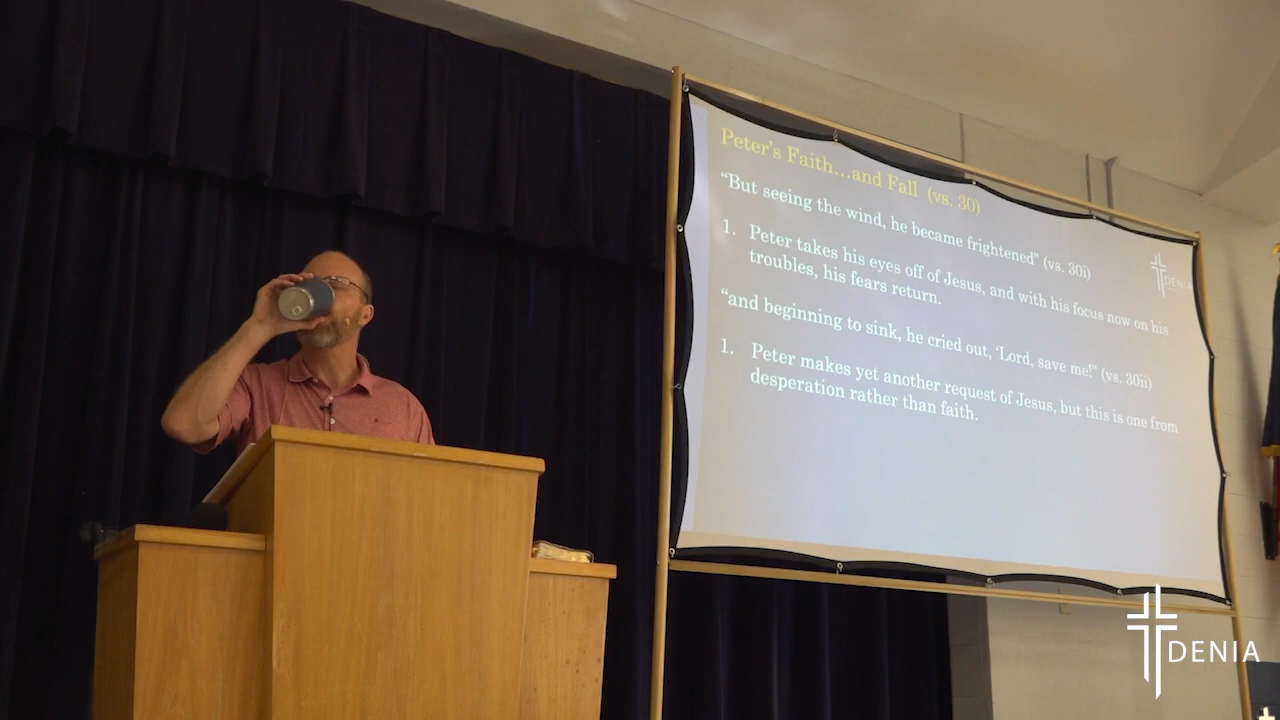 Peter's Faith…and Fall (vs. 30)
“But seeing the wind, he became frightened” (vs. 30i)
1. Peter takes his eyes off of Jesus, and with his focus now on his
troubles, his fears return.
“and beginning to sink, he cried out, ‘Lord, save me!” (vs. 30ii)
1. Peter makes yet another request of Jesus, but this is one from
desperation rather than faith.
DENIA
DENIA